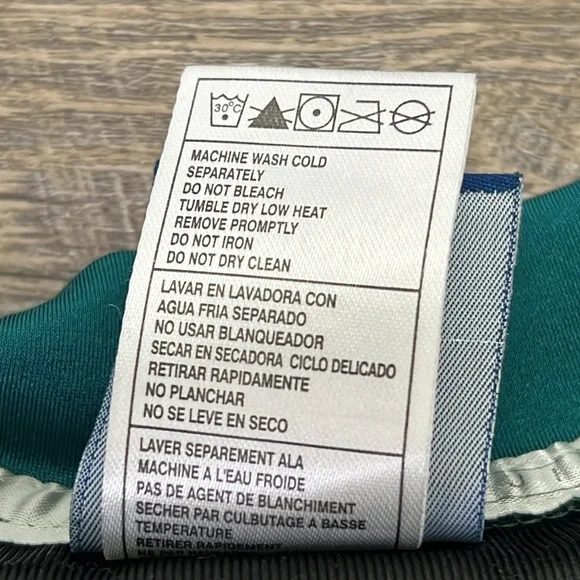 30°C
MACHINE WASH COLD
SEPARATELY
DO NOT BLEACH
TUMBLE DRY LOW HEAT
REMOVE PROMPTLY
DO NOT IRON
DO NOT DRY CLEAN
LAVAR EN LAVADORA CON
AGUA FRIA SEPARADO
NO USAR BLANQUEADOR
SECAR EN SECADORA CICLO DELICADO
RETIRAR RAPIDAMENTE
NO PLANCHAR
NO SE LEVE EN SECO
LAVER SEPAREMENT ALA
MACHINE A L'EAU FROIDE
PAS DE AGENT DE BLANCHIMENT
SECHER PAR CULBUTAGE A BASSE
TEMPERATURE
RETIRER RAPIDEMENT